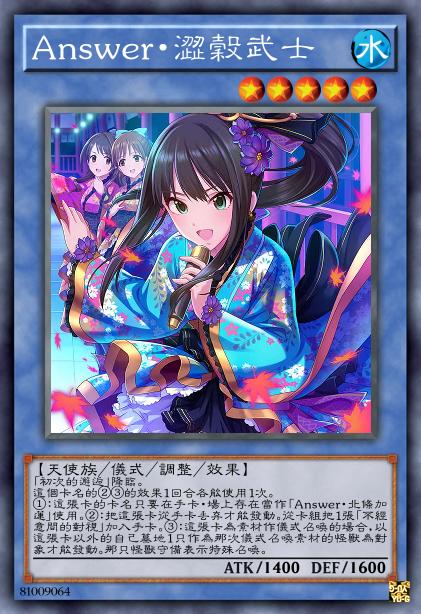 Answer・澀穀武士
水
【天使族／儀式／調整／效果】
「初次的邂逅」降臨。
這個卡名的②③的效果1回合各能使用1次。
①：這張卡的卡名只要在手卡・場上存在當作「Answer・北條加
蓮」使用。②：把這張卡從手卡丟弃才能發動。從卡組把1張「不經
意間的對視」加入手卡。③：這張卡為素材作儀式召喚的場合，以
這張卡以外的自己墓地1只作為那次儀式召喚素材的怪獸為對
象才能發動。那只怪獸守備表示特殊召喚。
ATK/1400 DEF/1600
81009064